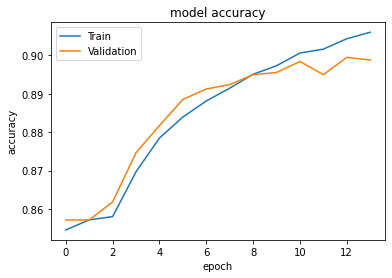 model accuracy
Train
Validation
accuracy
0.90
0.89
0.88
0.87
0.86
0 2 4 6 8 10 12
epoch